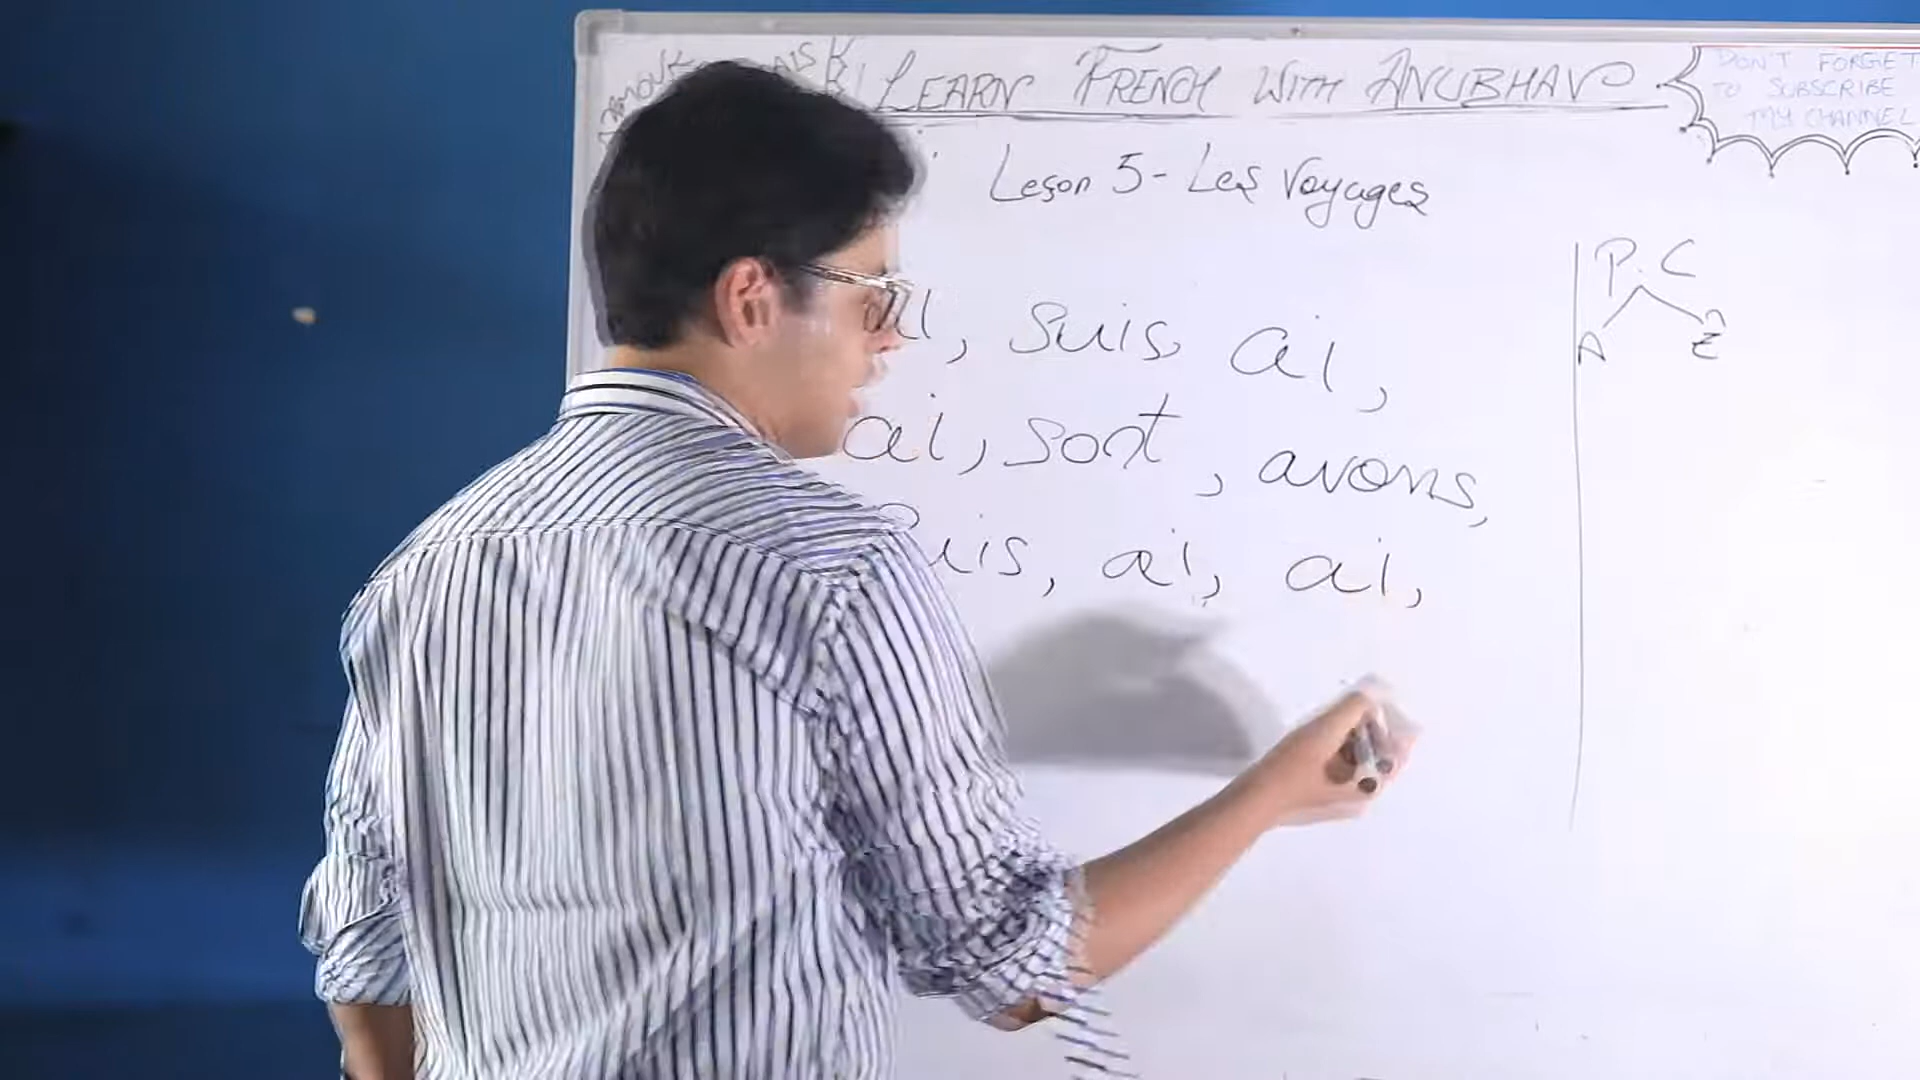 LEARN FRENCH WITH ANUBHAV
DON'T FORGET
TO SUBSCRIBE
MY CHANNEL
Leson 5 - Les Voyages
P.C
A E
ai, suis, ai,
ai, sont, avons,
suis, ai, ai,